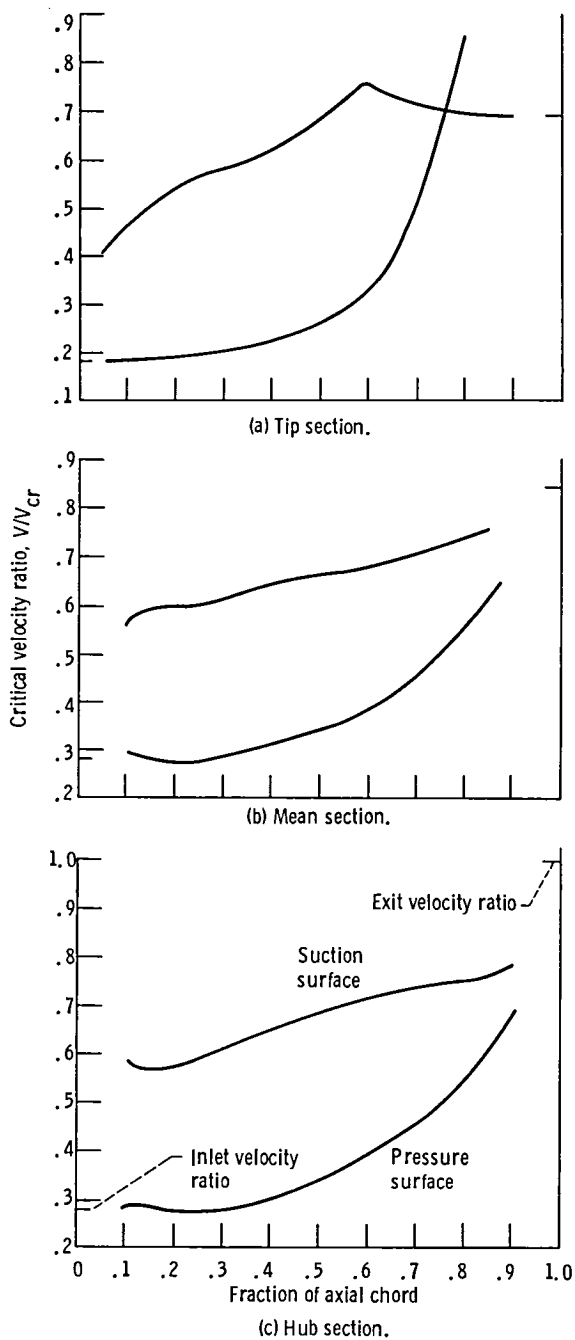 .9
.8
.7
.6
.5
.4
.3
.2
.1
(a) Tip section.
.9
.8
.7
.6
.5
.4
.3
.2
(b) Mean section.
Critical velocity ratio, V/Vcr
1.0
.9
.8
.7
.6
.5
.4
.3
.2
Exit velocity ratio
Suction
surface
Inlet velocity
ratio
Pressure
surface
0 .1 .2 .3 .4 .5 .6 .7 .8 .9 1.0
Fraction of axial chord
(c) Hub section.